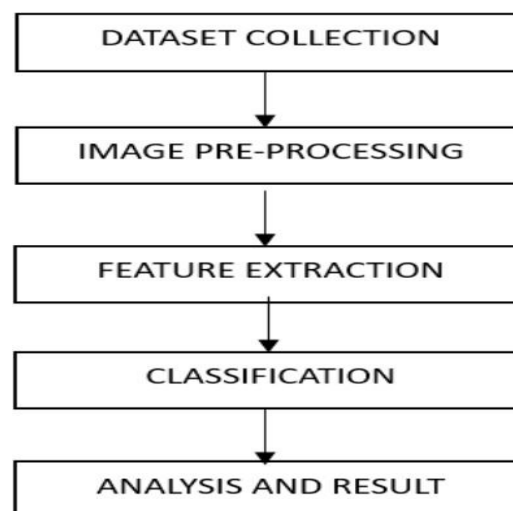 DATASET COLLECTION
IMAGE PRE-PROCESSING
FEATURE EXTRACTION
CLASSIFICATION
ANALYSIS AND RESULT